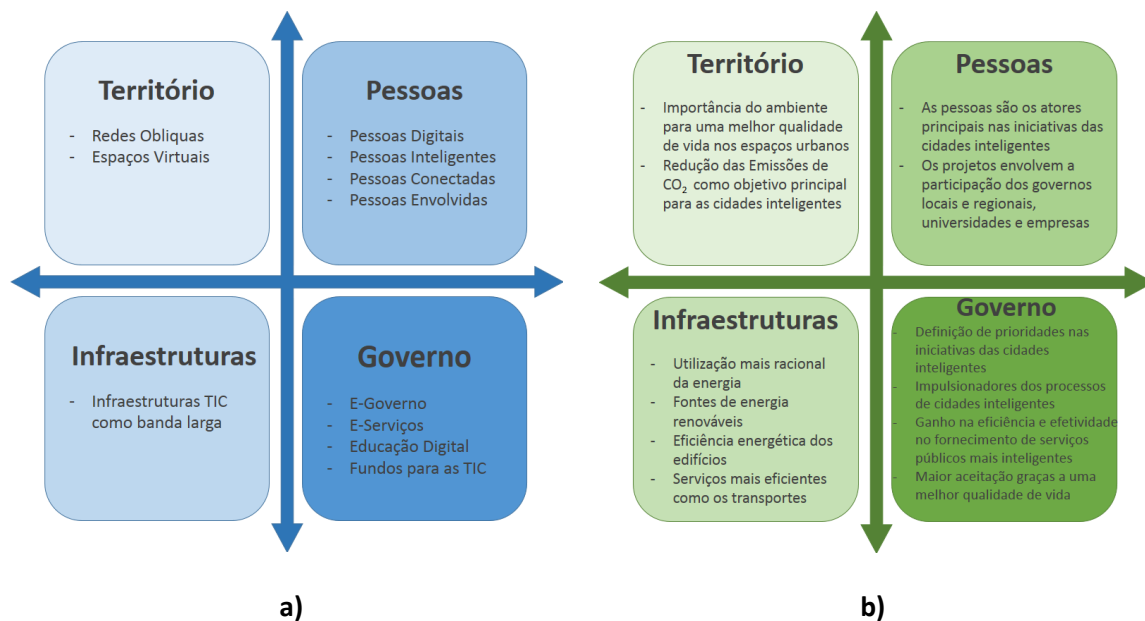 Território
- Redes Obliquas
- Espaços Virtuais
Pessoas
- Pessoas Digitais
- Pessoas Inteligentes
- Pessoas Conectadas
- Pessoas Envolvidas
Infraestruturas
- Infraestruturas TIC
como banda larga
Governo
- E-Governo
- E-Serviços
- Educação Digital
- Fundos para as TIC
a)
Território
- Importância do ambiente
para uma melhor qualidade
de vida nos espaços urbanos
- Redução das Emissões de
CO₂ como objetivo principal
para as cidades inteligentes
Pessoas
- As pessoas são os atores
principais nas iniciativas das
cidades inteligentes
- Os projetos envolvem a
participação dos governos
locais e regionais,
universidades e empresas
Infraestruturas
- Utilização mais racional
da energia
- Fontes de energia
renováveis
- Eficiência energética dos
edifícios
- Serviços mais eficientes
como os transportes
Governo
- Definição de prioridades nas
iniciativas das cidades
inteligentes
- Impulsionadores dos processos
de cidades inteligentes
- Ganho na eficiência e efetividade
no fornecimento de serviços
públicos mais inteligentes
- Maior aceitação graças a uma
melhor qualidade de vida
b)